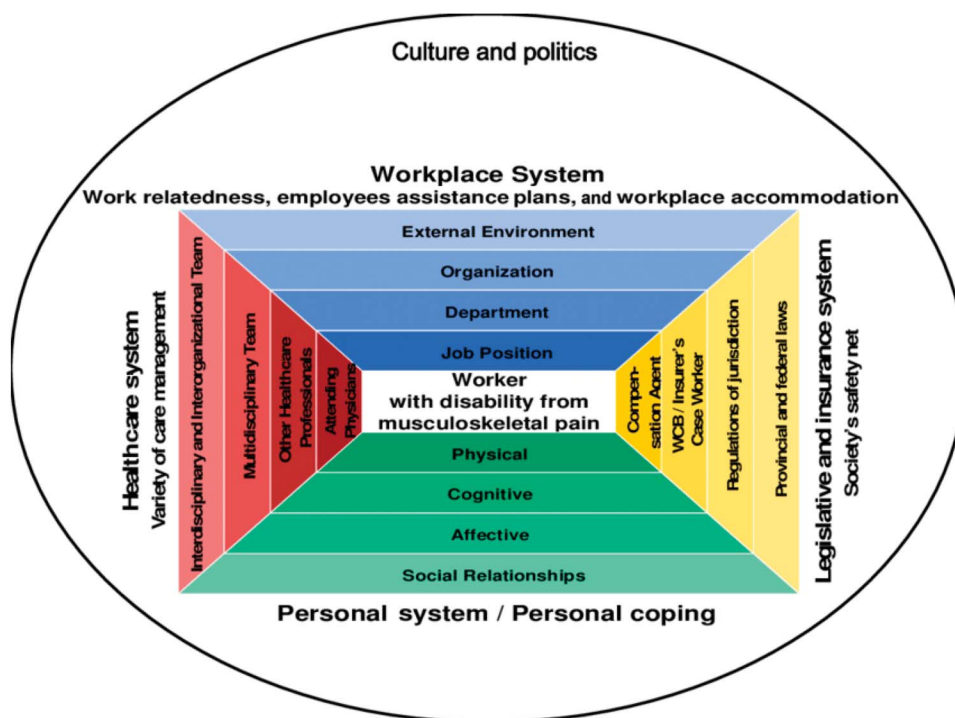 Culture and politics
Workplace System
Work relatedness, employees assistance plans, and workplace accommodation
External Environment
Organization
Department
Job Position
Healthcare system
Variety of care management
Interdisciplinary and Interorganizational Team
Multidisciplinary Team
Other Healthcare
Professionals
Attending
Physicians
Worker
with disability from
musculoskeletal pain
Compen-
sation Agent
WCB / Insurer's
Case Worker
Regulations of jurisdiction
Provincial and federal laws
Legislative and insurance system
Society's safety net
Physical
Cognitive
Affective
Social Relationships
Personal system / Personal coping